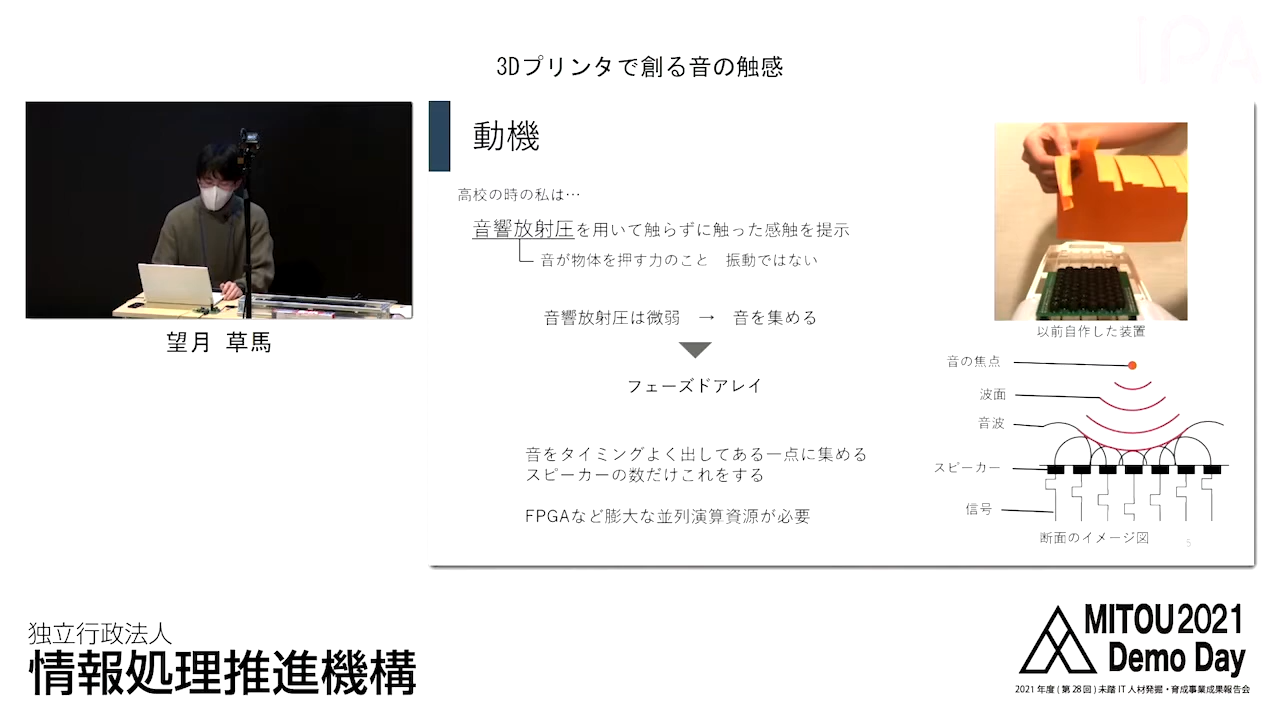 IPA
3Dプリンタで創る音の触感
動機
高校の時の私は…
音響放射圧を用いて触らずに触った感触を提示
音が物体を押す力のこと　振動ではない
音響放射圧は微弱　→　音を集める
フェーズドアレイ
音をタイミングよく出してある一点に集める
スピーカーの数だけこれをする
FPGAなど膨大な並列演算資源が必要
以前自作した装置
音の焦点
波面
音波
スピーカー
信号
断面のイメージ図
5
望月 草馬
独立行政法人
情報処理推進機構
MITOU2021
Demo Day
2021年度(第28回)未踏IT人材発掘・育成事業成果報告会